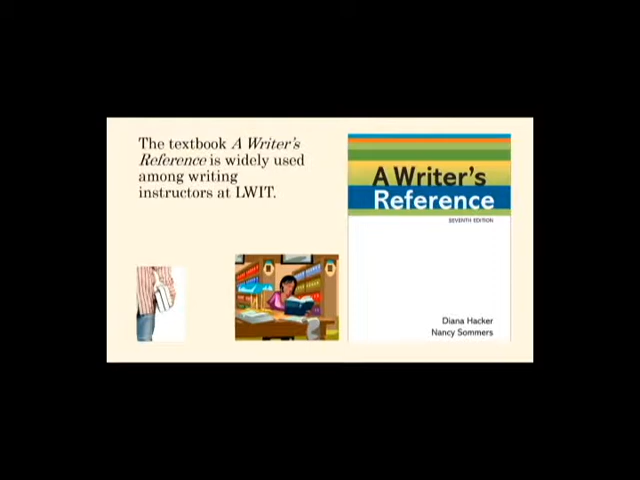 The textbook A Writer's
Reference is widely used
among writing
instructors at LWIT.
A Writer's
Reference
SEVENTH EDITION
Diana Hacker
Nancy Sommers